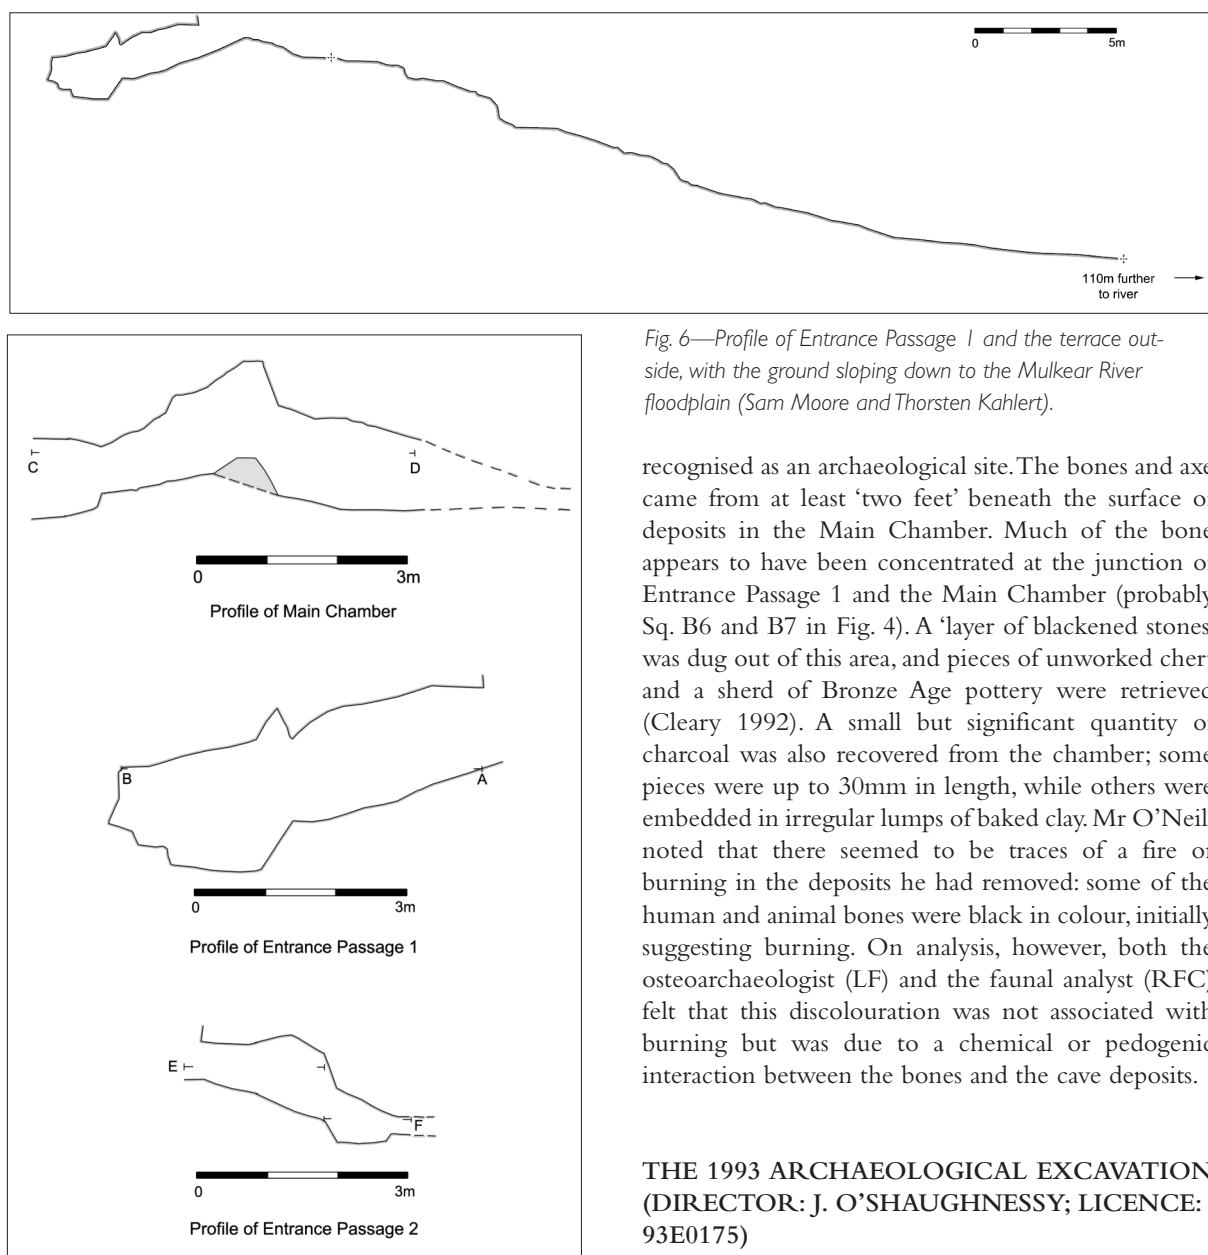 0
5m
110m further
to river
C
D
0
3m
Profile of Main Chamber
B
A
0
3m
Profile of Entrance Passage 1
E
F
0
3m
Profile of Entrance Passage 2
Fig. 6—Profile of Entrance Passage 1 and the terrace out-
side, with the ground sloping down to the Mulkear River
floodplain (Sam Moore and Thorsten Kahlert).
recognised as an archaeological site. The bones and axe
came from at least ‘two feet’ beneath the surface of
deposits in the Main Chamber. Much of the bone
appears to have been concentrated at the junction of
Entrance Passage 1 and the Main Chamber (probably
Sq. B6 and B7 in Fig. 4). A ‘layer of blackened stones
was dug out of this area, and pieces of unworked chert
and a sherd of Bronze Age pottery were retrieved
(Cleary 1992). A small but significant quantity of
charcoal was also recovered from the chamber; some
pieces were up to 30mm in length, while others were
embedded in irregular lumps of baked clay. Mr O’Neil
noted that there seemed to be traces of a fire or
burning in the deposits he had removed: some of the
human and animal bones were black in colour, initially
suggesting burning. On analysis, however, both the
osteoarchaeologist (LF) and the faunal analyst (RFC)
felt that this discolouration was not associated with
burning but was due to a chemical or pedogenic
interaction between the bones and the cave deposits.
THE 1993 ARCHAEOLOGICAL EXCAVATION
(DIRECTOR: J. O’SHAUGHNESSY; LICENCE:
93E0175)